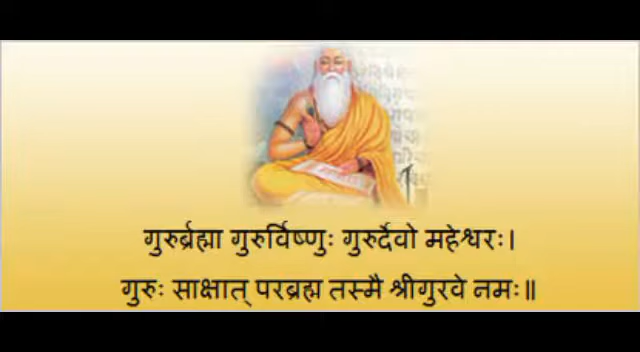 गुरुर्ब्रह्मा गुरुर्विष्णुः गुरुर्देवो महेश्वरः।
गुरुः साक्षात् परब्रह्म तस्मै श्रीगुरवे नमः॥